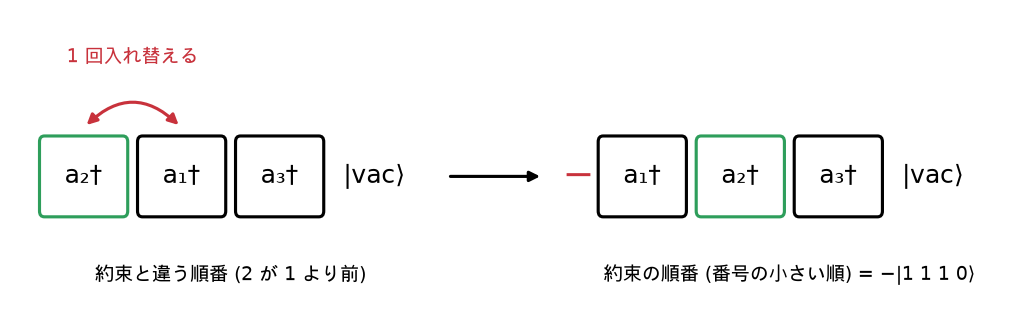 1 回入れ替える
a₂† a₁† a₃† |vac⟩ − a₁† a₂† a₃† |vac⟩
約束と違う順番 (2 が 1 より前)
約束の順番 (番号の小さい順) = −|1 1 1 0⟩